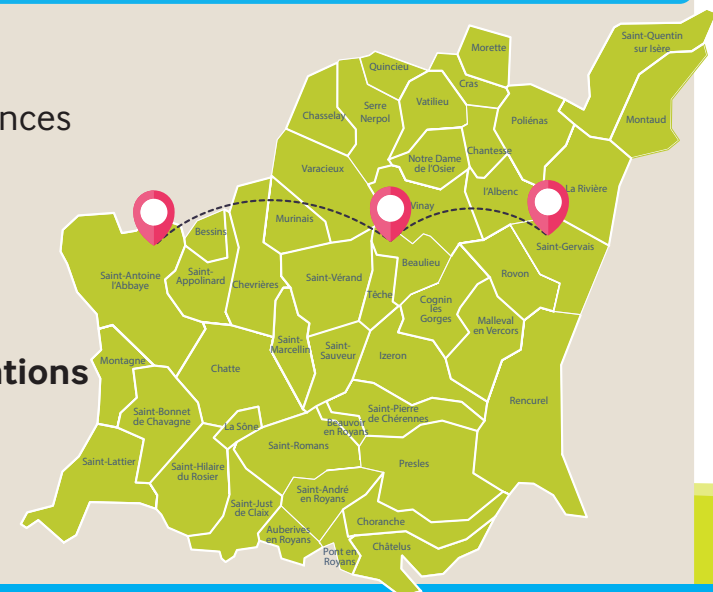 nces
ations
Saint-Quentin
sur Isère
Morette
Quincieu
Cras
Vatilieu
Serre
Nerpol
Chasselay
Poliénas
Montaud
Chantesse
Notre Dame
de l'Osier
Varacieux
La Rivière
l'Albenc
Vinay
Murinais
Bessins
Saint-Gervais
Beaulieu
Rovon
Saint-Antoine
l'Abbaye
Saint-
Appolinard
Chevrières
Saint-Vérand
Têche
Cognin
les
Gorges
Malleval
en Vercors
Saint-
Marcellin
Saint-
Sauveur
Izeron
Montagne
Chatte
Rencurel
Saint-Bonnet
de Chavagne
La Sône
Beauvoir
en Royans
Saint-Pierre
de Chérennes
Saint-Romans
Saint-Lattier
Saint-Hilaire
du Rosier
Presles
Saint-André
en Royans
Saint-Just
de Claix
Choranche
Auberives
en Royans
Pont en
Royans
Châtelus